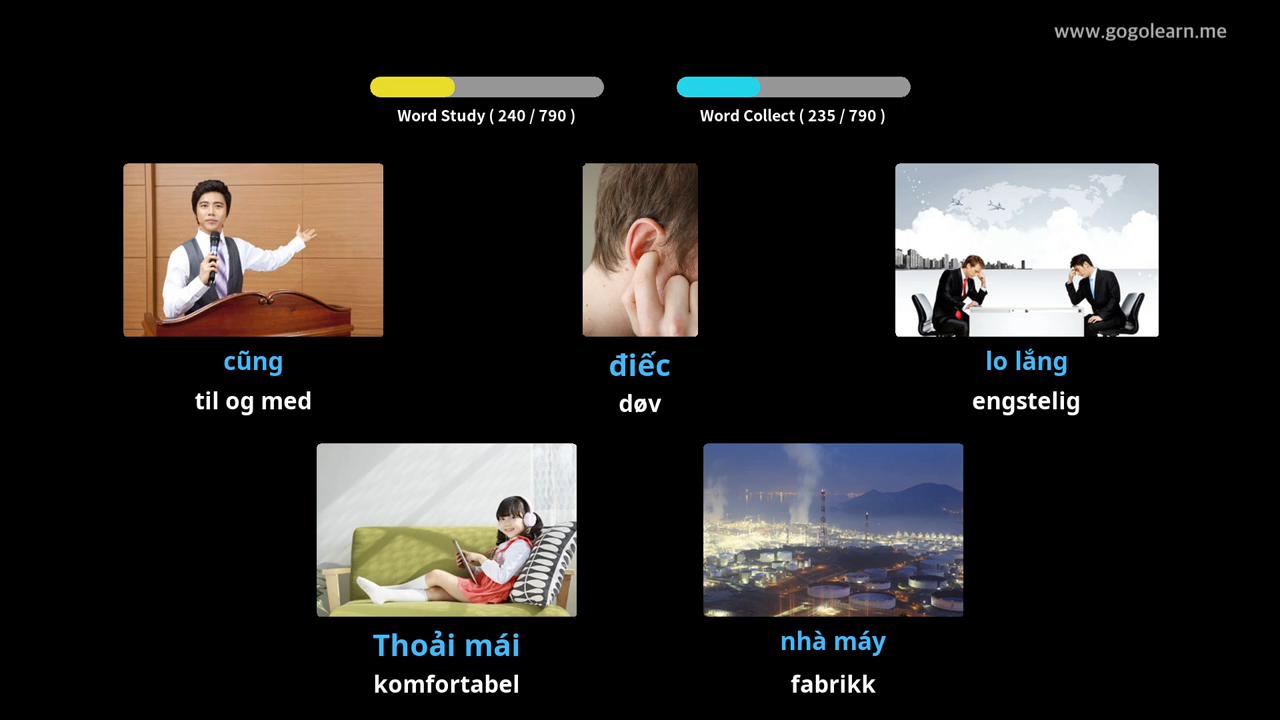 www.gogolearn.me
Word Study ( 240 / 790 )
Word Collect ( 235 / 790 )
cũng
til og med
điếc
døv
lo lắng
engstelig
Thoải mái
komfortabel
nhà máy
fabrikk